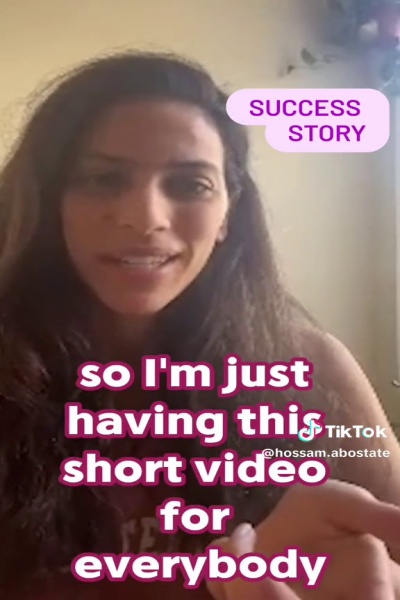 SUCCESS
STORY
so I'm just
having this
TikTok
short video
@hossam.abostate
for
everybody